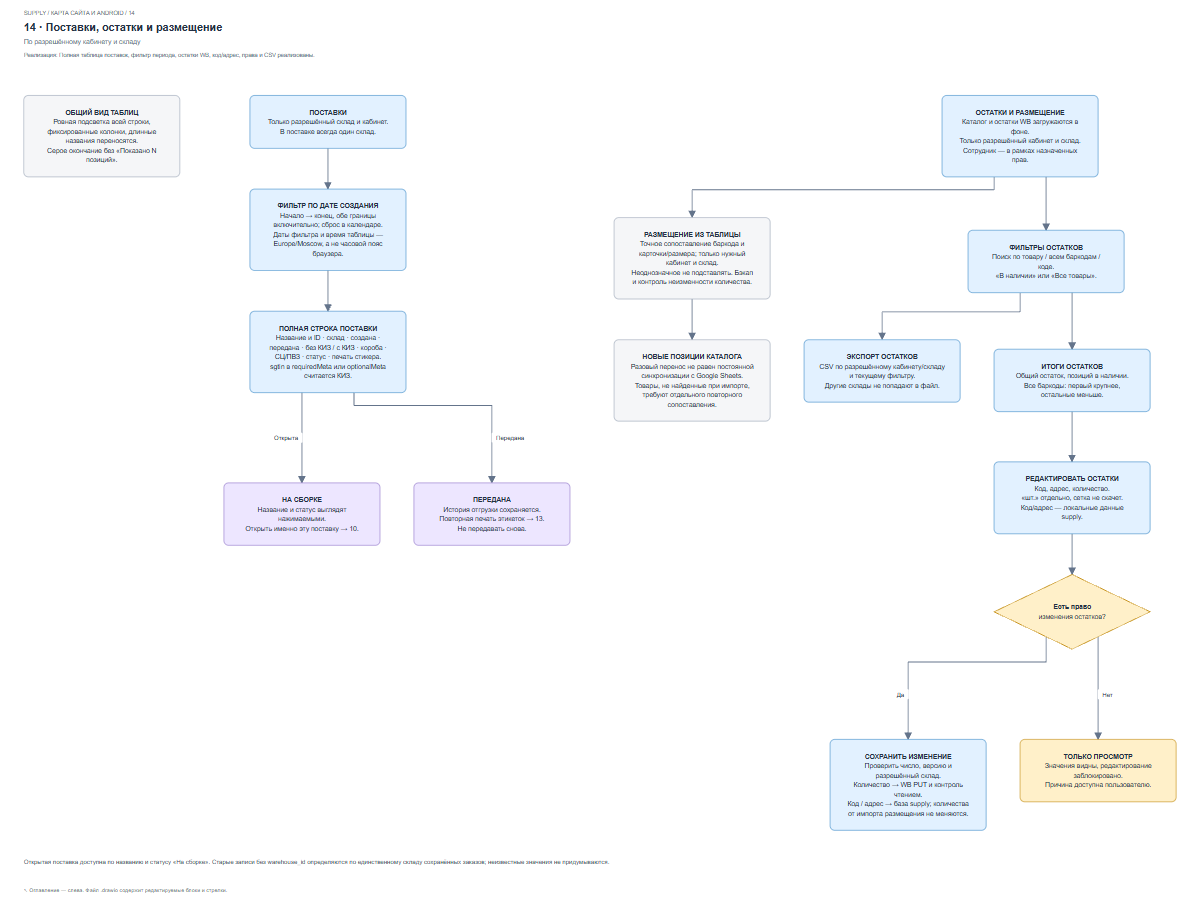 SUPPLY / КАРТА САЙТА И ANDROID / 14
14 · Поставки, остатки и размещение
По разрешённому кабинету и складу
Реализация: Полная таблица поставок, фильтр периода, остатки WB, код/адрес, права и CSV реализованы.
ОБЩИЙ ВИД ТАБЛИЦ
Ровная подсветка всей строки,
фиксированные колонки, длинные
названия переносятся.
Серое окончание без «Показано N
позиций».
ПОСТАВКИ
Только разрешённый склад и кабинет.
В поставке всегда один склад.
ФИЛЬТР ПО ДАТЕ СОЗДАНИЯ
Начало → конец, обе границы
включительно; сброс в календаре.
Даты фильтра и время таблицы —
Europe/Moscow, а не часовой пояс
браузера.
ПОЛНАЯ СТРОКА ПОСТАВКИ
Название и ID · склад · создана ·
передана · без КИЗ / с КИЗ · короба ·
СЦ/ПВЗ · статус · печать стикера.
sgtin в requiredMeta или optionalMeta
считается КИЗ.
Открыта
Передана
НА СБОРКЕ
Название и статус выглядят
нажимаемыми.
Открыть именно эту поставку → 10.
ПЕРЕДАНА
История отгрузки сохраняется.
Повторная печать этикеток → 13.
Не передавать снова.
ОСТАТКИ И РАЗМЕЩЕНИЕ
Каталог и остатки WB загружаются в
фоне.
Только разрешённый кабинет и склад.
Сотрудник — в рамках назначенных
прав.
РАЗМЕЩЕНИЕ ИЗ ТАБЛИЦЫ
Точное сопоставление баркода и
карточки/размера; только нужный
кабинет и склад.
Неоднозначное не подставлять. Бэкап
и контроль неизменности количества.
НОВЫЕ ПОЗИЦИИ КАТАЛОГА
Разовый перенос не равен постоянной
синхронизации с Google Sheets.
Товары, не найденные при импорте,
требуют отдельного повторного
сопоставления.
ФИЛЬТРЫ ОСТАТКОВ
Поиск по товару / всем баркодам /
коде.
«В наличии» или «Все товары».
ЭКСПОРТ ОСТАТКОВ
CSV по разрешённому кабинету/складу
и текущему фильтру.
Другие склады не попадают в файл.
ИТОГИ ОСТАТКОВ
Общий остаток, позиций в наличии.
Все баркоды: первый крупнее,
остальные меньше.
РЕДАКТИРОВАТЬ ОСТАТКИ
Код, адрес, количество.
«шт.» отдельно, сетка не скачет.
Код/адрес — локальные данные
supply.
Есть право
изменения остатков?
Да
Нет
СОХРАНИТЬ ИЗМЕНЕНИЕ
Проверить число, версию и
разрешённый склад.
Количество → WB PUT и контроль
чтением.
Код / адрес → база supply; количества
от импорта размещения не меняются.
ТОЛЬКО ПРОСМОТР
Значения видны, редактирование
заблокировано.
Причина доступна пользователю.
Открытая поставка доступна по названию и статусу «На сборке». Старые записи без warehouse_id определяются по единственному складу сохранённых заказов; неизвестные значения не придумываются.
Оглавление — слева. Файл .drawio содержит редактируемые блоки и стрелки.